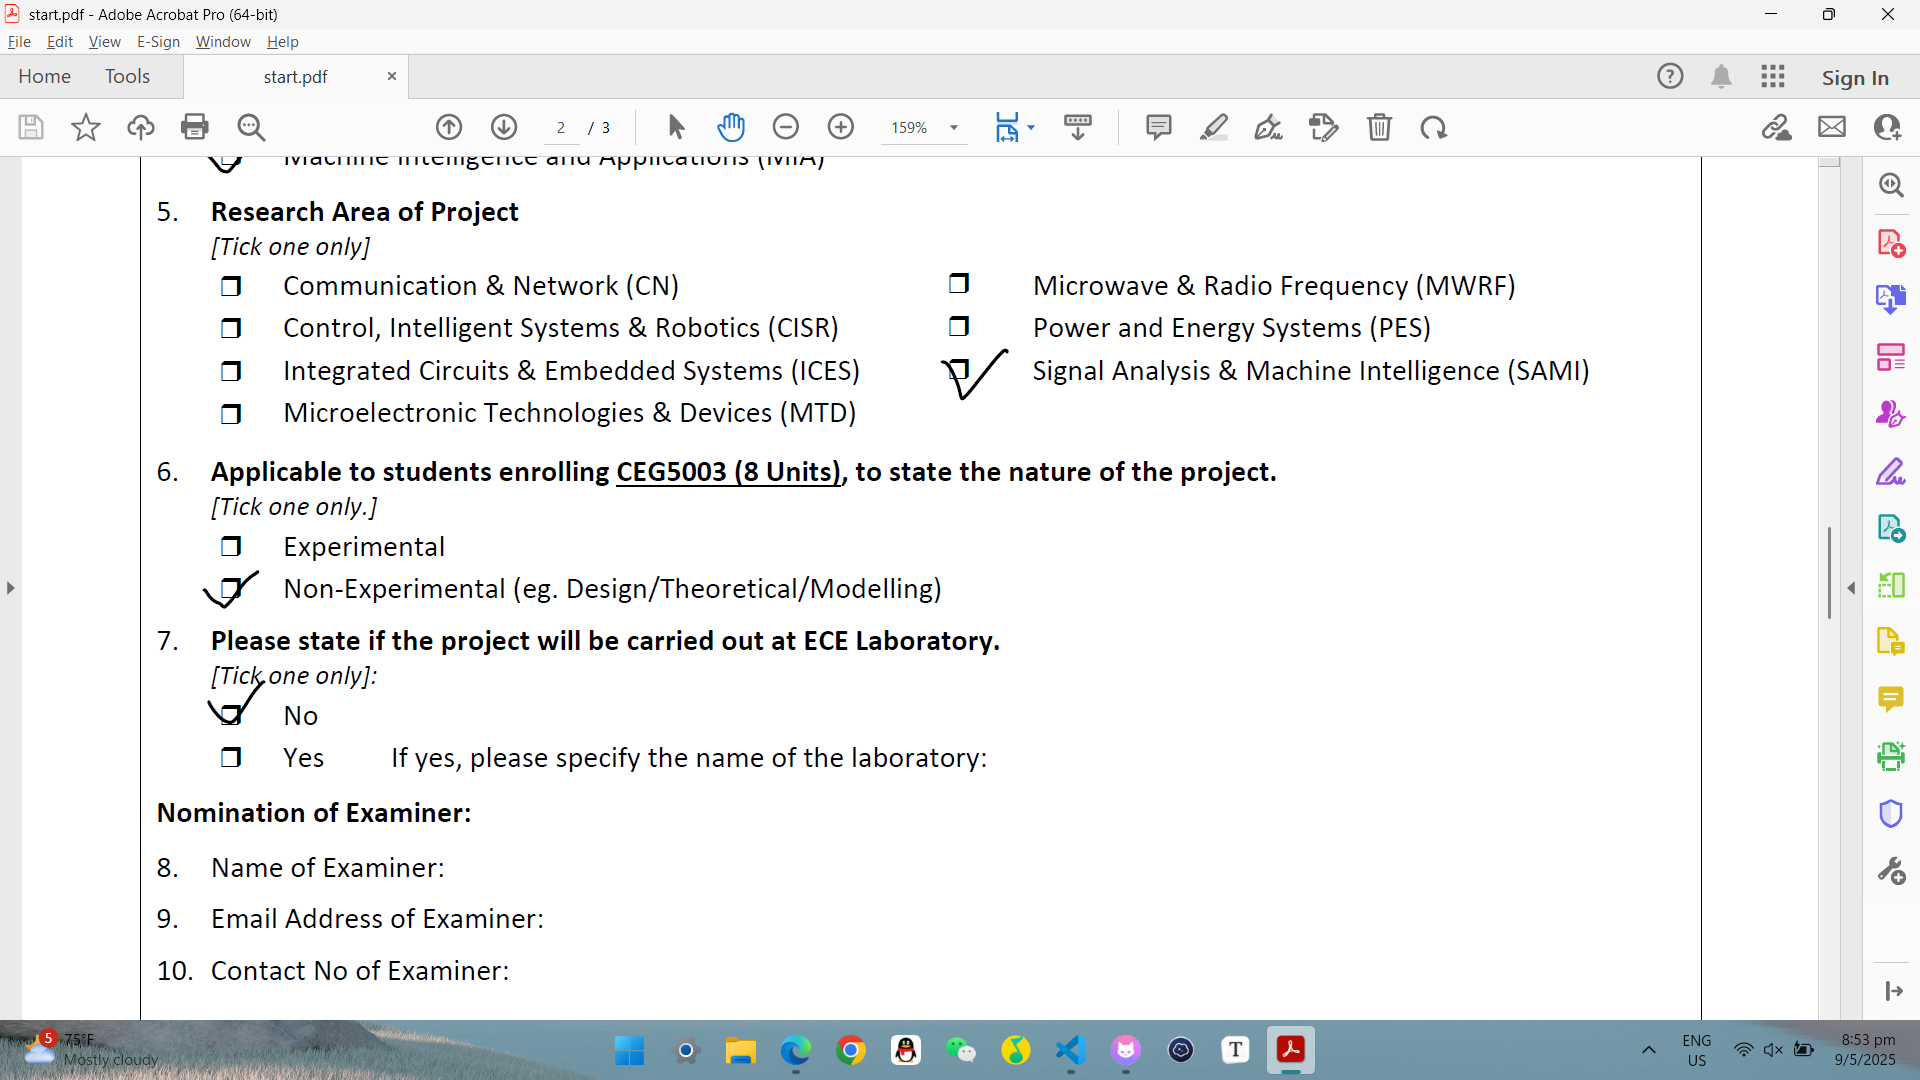 start.pdf - Adobe Acrobat Pro (64-bit)
File Edit View E-Sign Window Help
Home Tools start.pdf × Sign In
2 / 3 159%
Machine Intelligence and Applications (MIA)
5. Research Area of Project
[Tick one only]
❒ Communication & Network (CN) ❒ Microwave & Radio Frequency (MWRF)
❒ Control, Intelligent Systems & Robotics (CISR) ❒ Power and Energy Systems (PES)
❒ Integrated Circuits & Embedded Systems (ICES) ❒ Signal Analysis & Machine Intelligence (SAMI)
❒ Microelectronic Technologies & Devices (MTD)
6. Applicable to students enrolling CEG5003 (8 Units), to state the nature of the project.
[Tick one only.]
❒ Experimental
❒ Non-Experimental (eg. Design/Theoretical/Modelling)
7. Please state if the project will be carried out at ECE Laboratory.
[Tick one only]:
❒ No
❒ Yes If yes, please specify the name of the laboratory:
Nomination of Examiner:
8. Name of Examiner:
9. Email Address of Examiner:
10. Contact No of Examiner:
5 75°F
Mostly cloudy
T
ENG
US
8:53 pm
9/5/2025